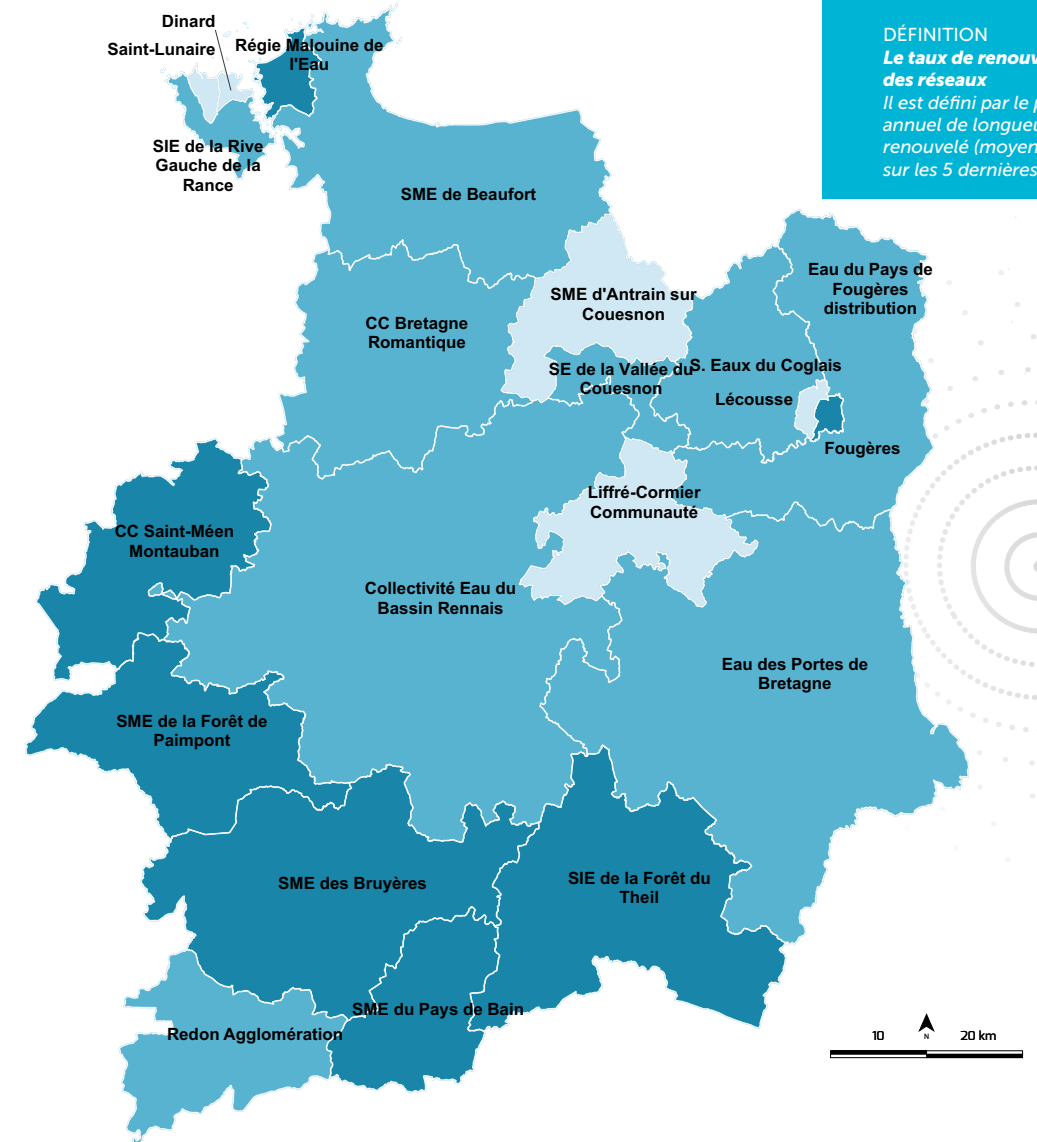 Dinard
Saint-Lunaire
Régie Malouine de
l'Eau
DÉFINITION
Le taux de
des réseaux
Il est défini par le
annuel de
renouvelé
sur les 5 dernières
SIE de la Rive
Gauche de la
Rance
SME de Beaufort
Eau du Pays de
Fougères
distribution
SME d'Antrain sur
Couesnon
CC Bretagne
Romantique
SE de la Vallée du
Couesnon
S. Eaux du Coglais
Lécousse
Fougères
Liffré-Cormier
Communauté
CC Saint-Méen
Montauban
Collectivité Eau du
Bassin Rennais
Eau des Portes de
Bretagne
SME de la Forêt de
Paimpont
SME des Bruyères
SIE de la Forêt du
Theil
SME du Pays de Bain
Redon Agglomération
10 N 20 km